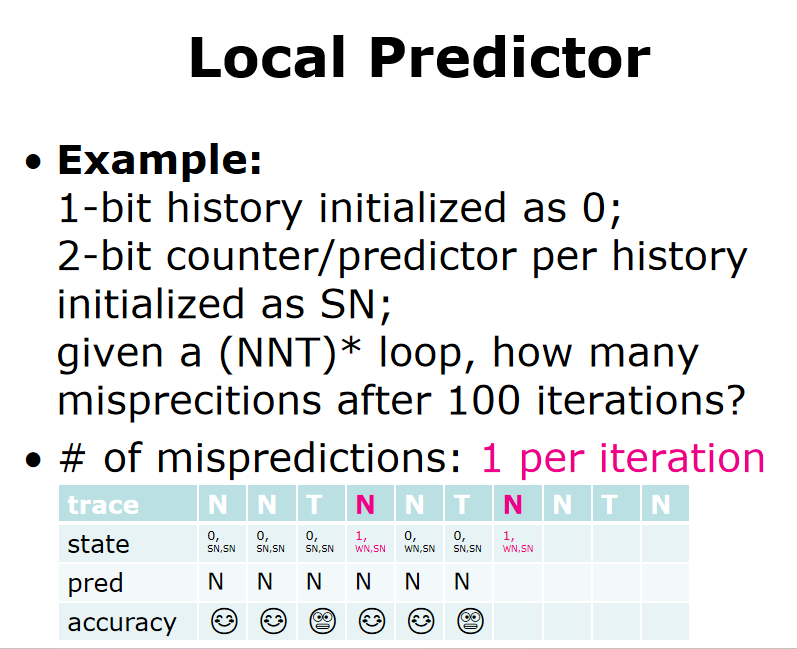 Local Predictor
• Example:
1-bit history initialized as 0;
2-bit counter/predictor per history
initialized as SN;
given a (NNT)* loop, how many
misprecitions after 100 iterations?
• # of mispredictions: 1 per iteration
trace N N T N N T N N T N
state 0, SN,SN 0, SN,SN 0, SN,SN 1, WN,SN 0, WN,SN 0, SN,SN 1, WN,SN
pred N N N N N N
accuracy